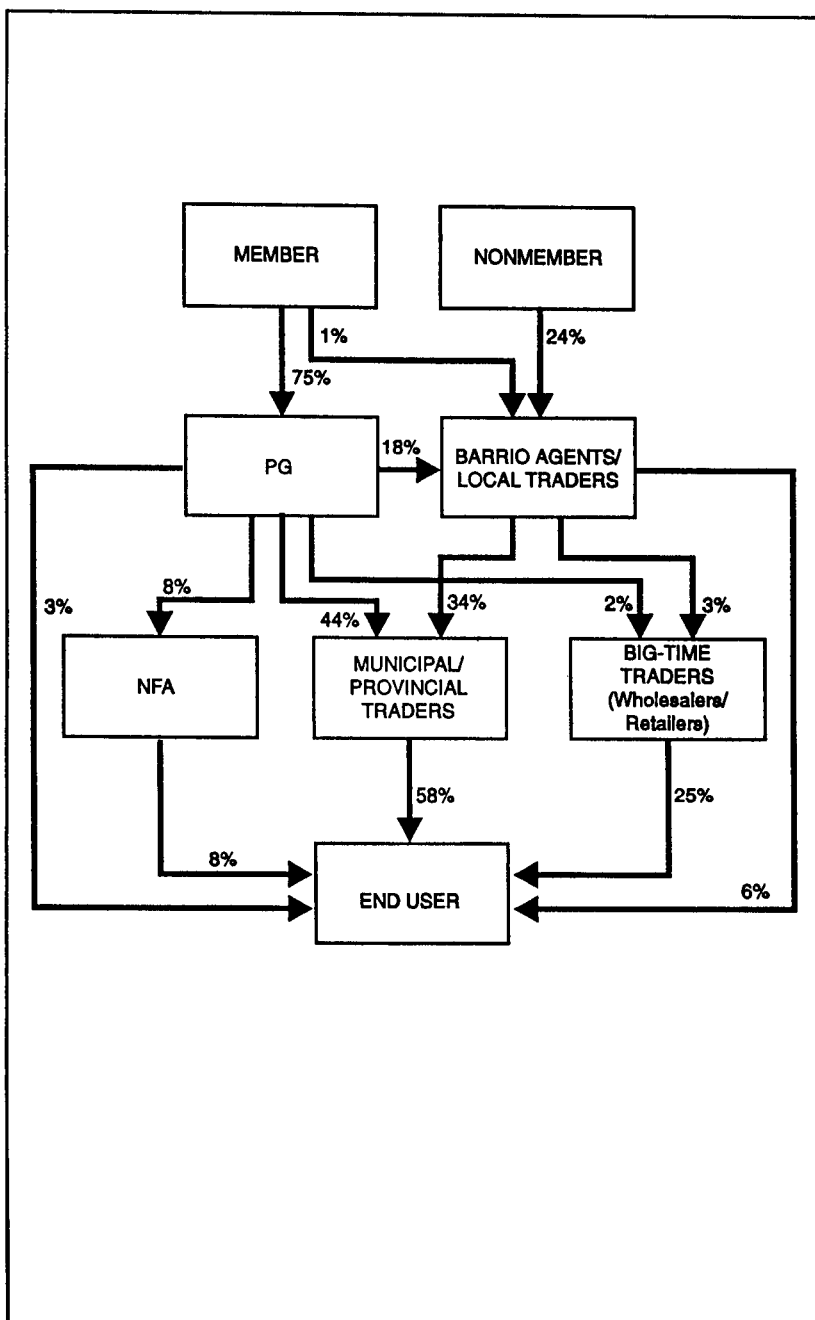 MEMBER
NONMEMBER
1%
24%
75%
PG
18%
BARRIO AGENTS/
LOCAL TRADERS
3%
8%
44%
34%
2%
3%
NFA
MUNICIPAL/
PROVINCIAL
TRADERS
BIG-TIME
TRADERS
(Wholesalers/
Retailers)
58%
25%
8%
END USER
6%